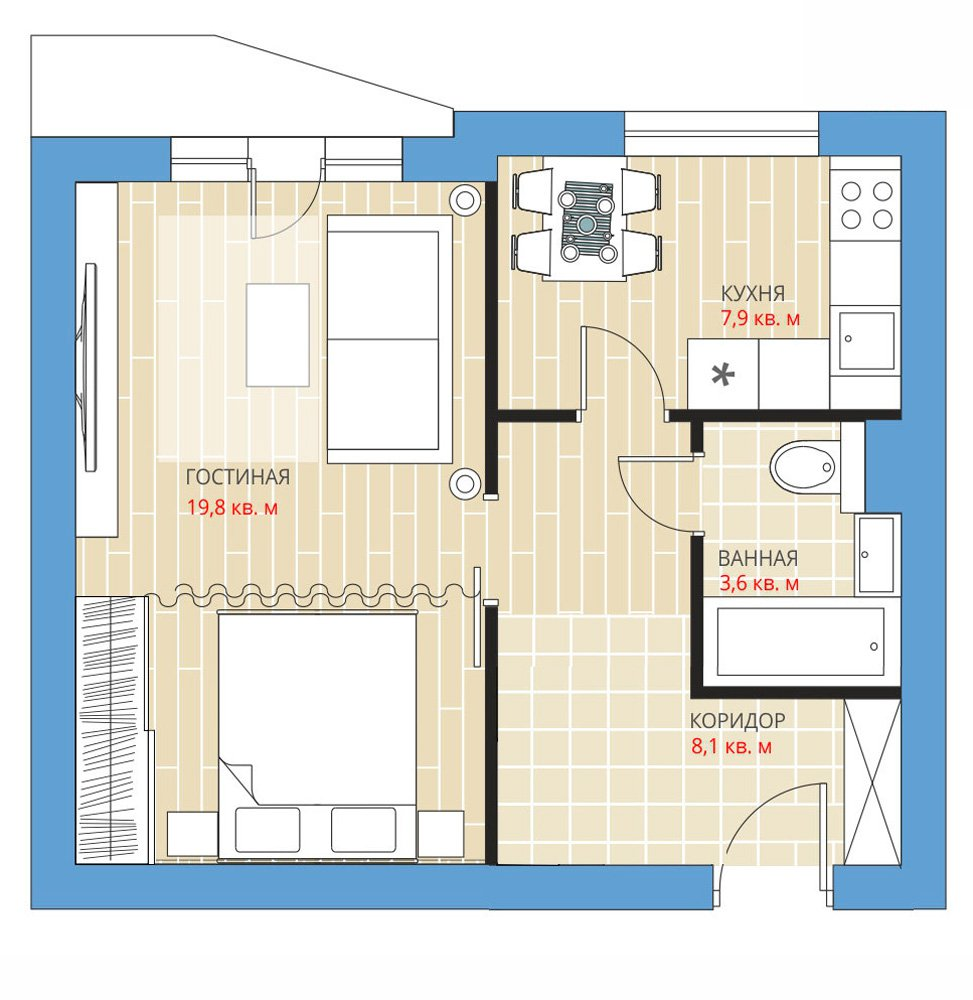 КУХНЯ
7,9 кв. м
ГОСТИНАЯ
19,8 кв. м
ВАННАЯ
3,6 кв. м
КОРИДОР
8,1 кв. м